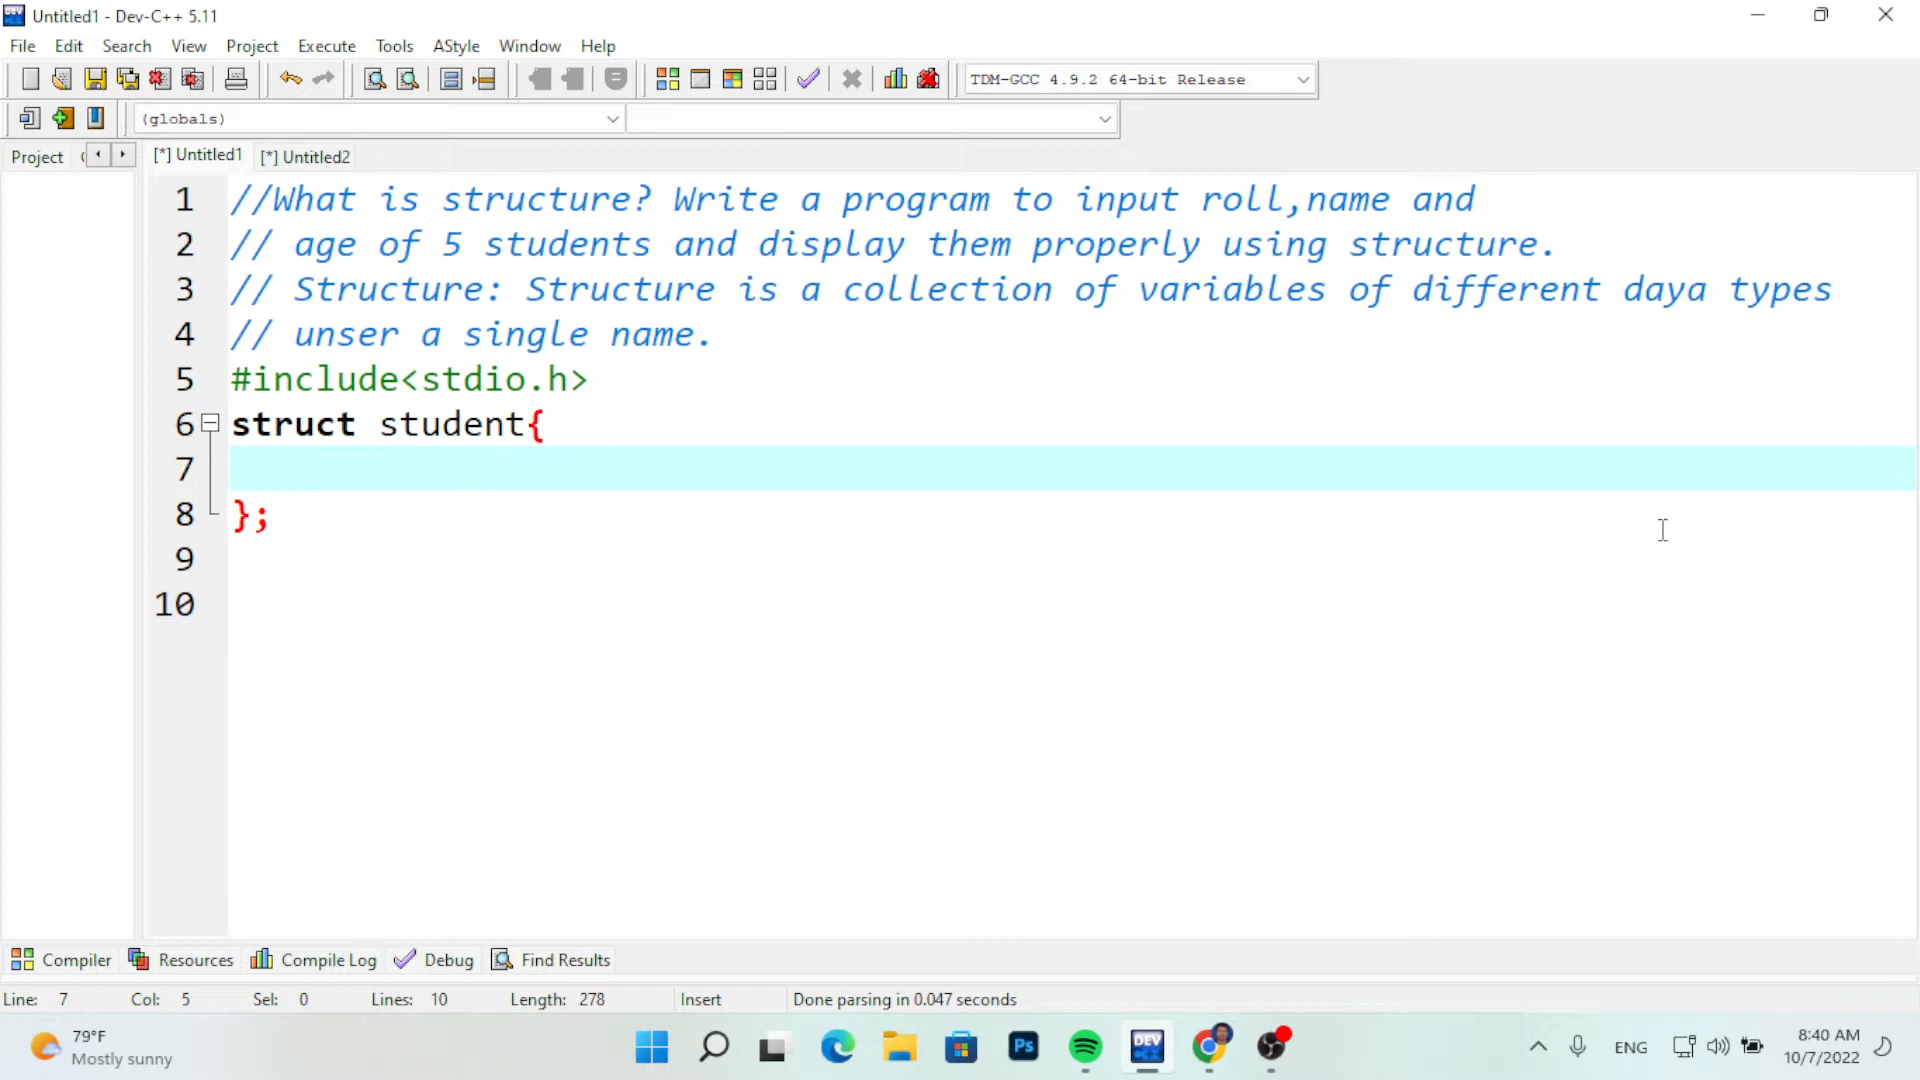 Untitled1 - Dev-C++ 5.11
File Edit Search View Project Execute Tools AStyle Window Help
TDM-GCC 4.9.2 64-bit Release
(globals)
Project
[*] Untitled1 [*] Untitled2
1 //What is structure? Write a program to input roll,name and
2 // age of 5 students and display them properly using structure.
3 // Structure: Structure is a collection of variables of different daya types
4 // unser a single name.
5 #include<stdio.h>
6 struct student{
7
8 };
9
10
Compiler Resources Compile Log Debug Find Results
Line: 7 Col: 5 Sel: 0 Lines: 10 Length: 278 Insert Done parsing in 0.047 seconds
79°F
Mostly sunny
Ps
DEV
ENG
8:40 AM
10/7/2022